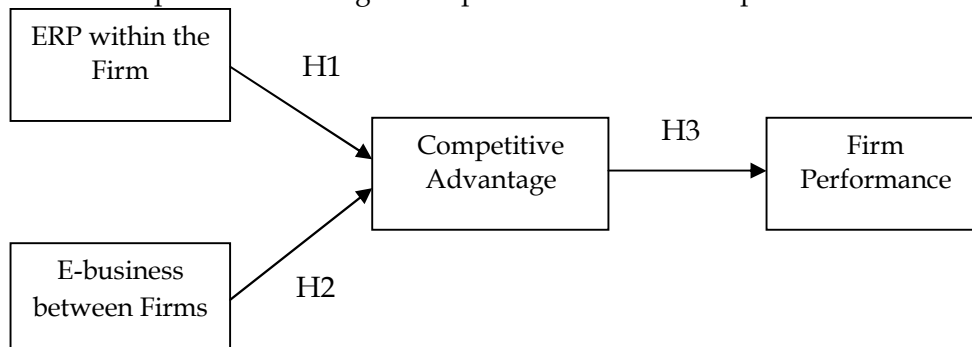 ERP within the
Firm
H1
Competitive
Advantage
H3
Firm
Performance
E-business
between Firms
H2